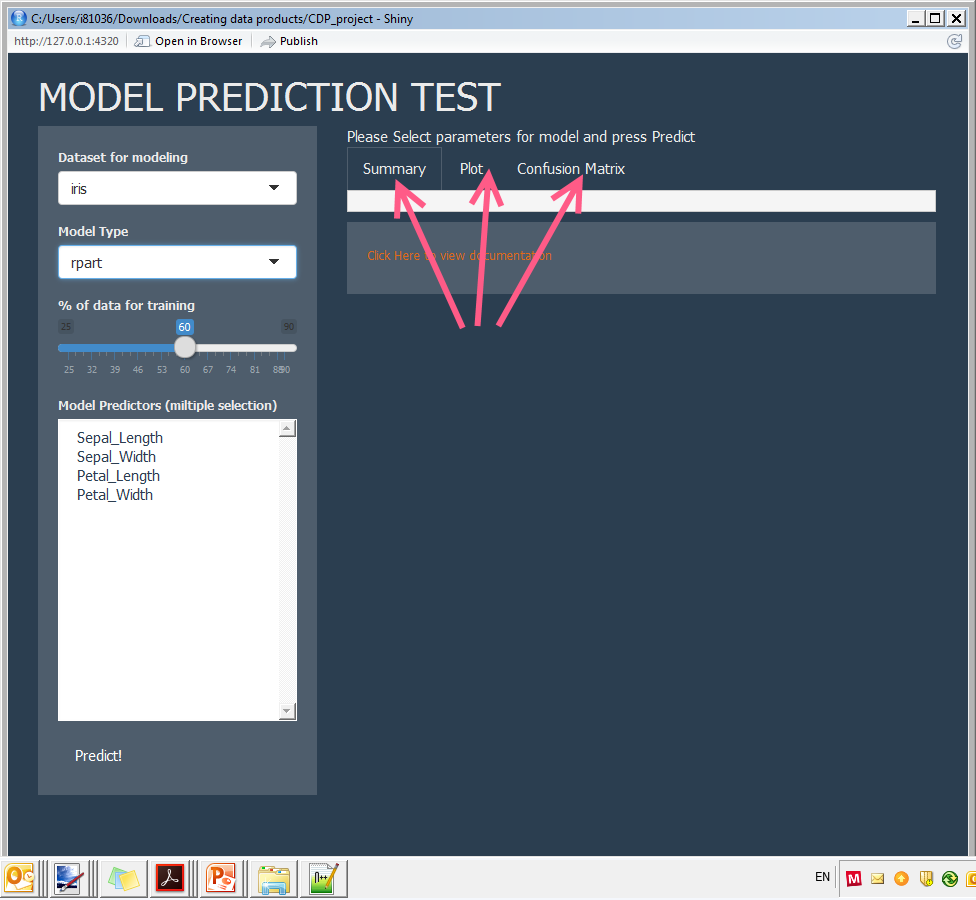 C:/Users/i81036/Downloads/Creating data products/CDP_project - Shiny
http://127.0.0.1:4320 Open in Browser Publish
MODEL PREDICTION TEST
Dataset for modeling
iris
Model Type
rpart
% of data for training
25 60 90
25 32 39 46 53 60 67 74 81 88 90
Model Predictors (miltiple selection)
Sepal_Length
Sepal_Width
Petal_Length
Petal_Width
Predict!
Please Select parameters for model and press Predict
Summary Plot Confusion Matrix
Click Here to view documentation
EN